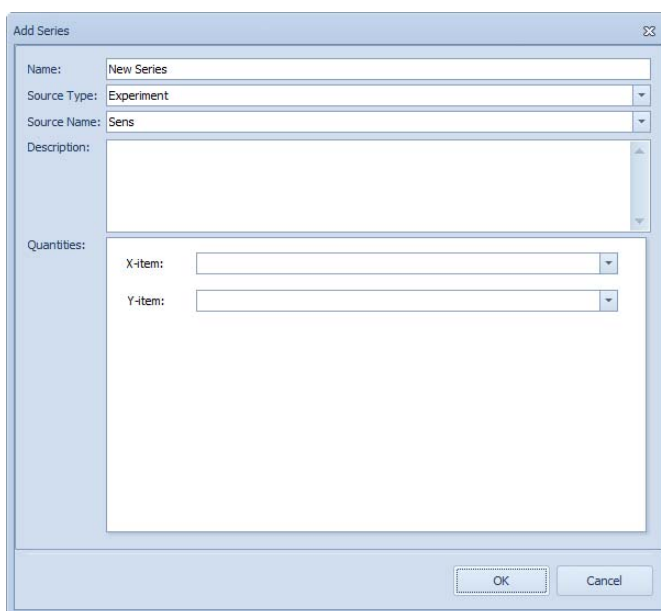 Add Series
Name: New Series
Source Type: Experiment
Source Name: Sens
Description:
Quantities:
X-item:
Y-item:
OK Cancel